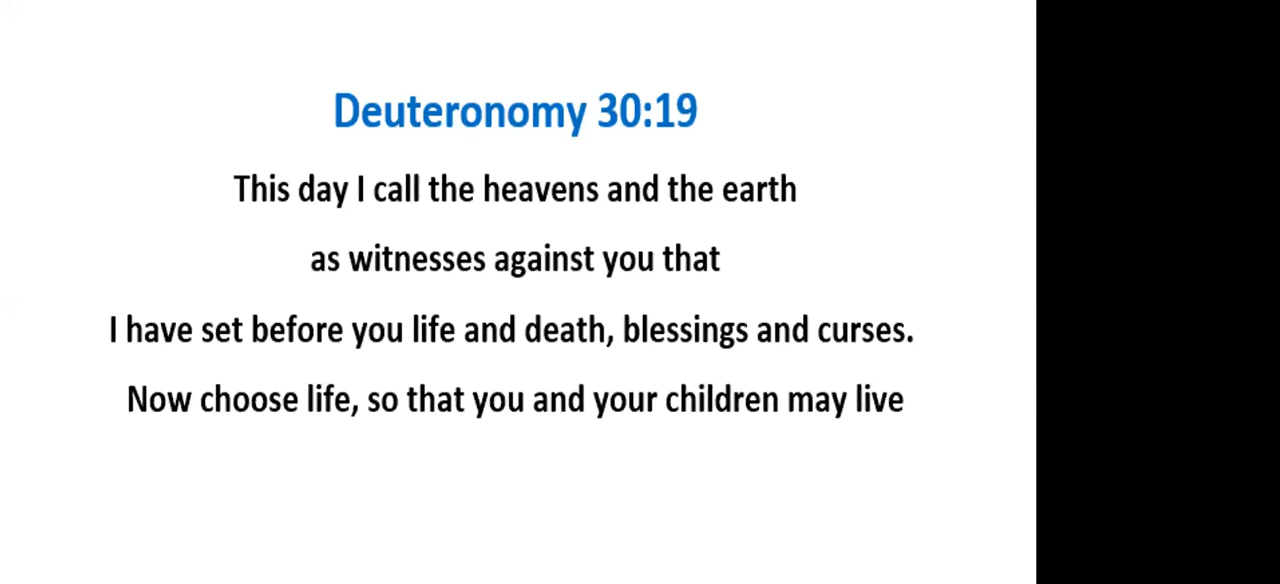 Deuteronomy 30:19
This day I call the heavens and the earth
as witnesses against you that
I have set before you life and death, blessings and curses.
Now choose life, so that you and your children may live